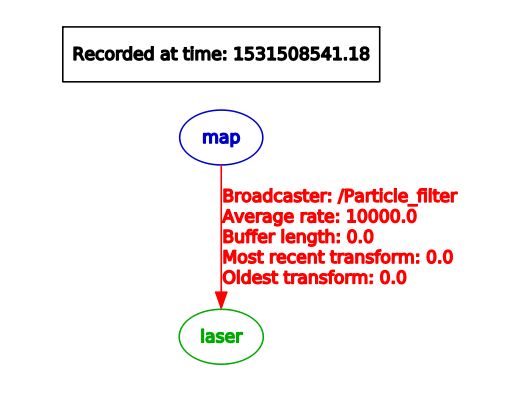 Recorded at time: 1531508541.18
map
Broadcaster: /Particle_filter
Average rate: 10000.0
Buffer length: 0.0
Most recent transform: 0.0
Oldest transform: 0.0
laser